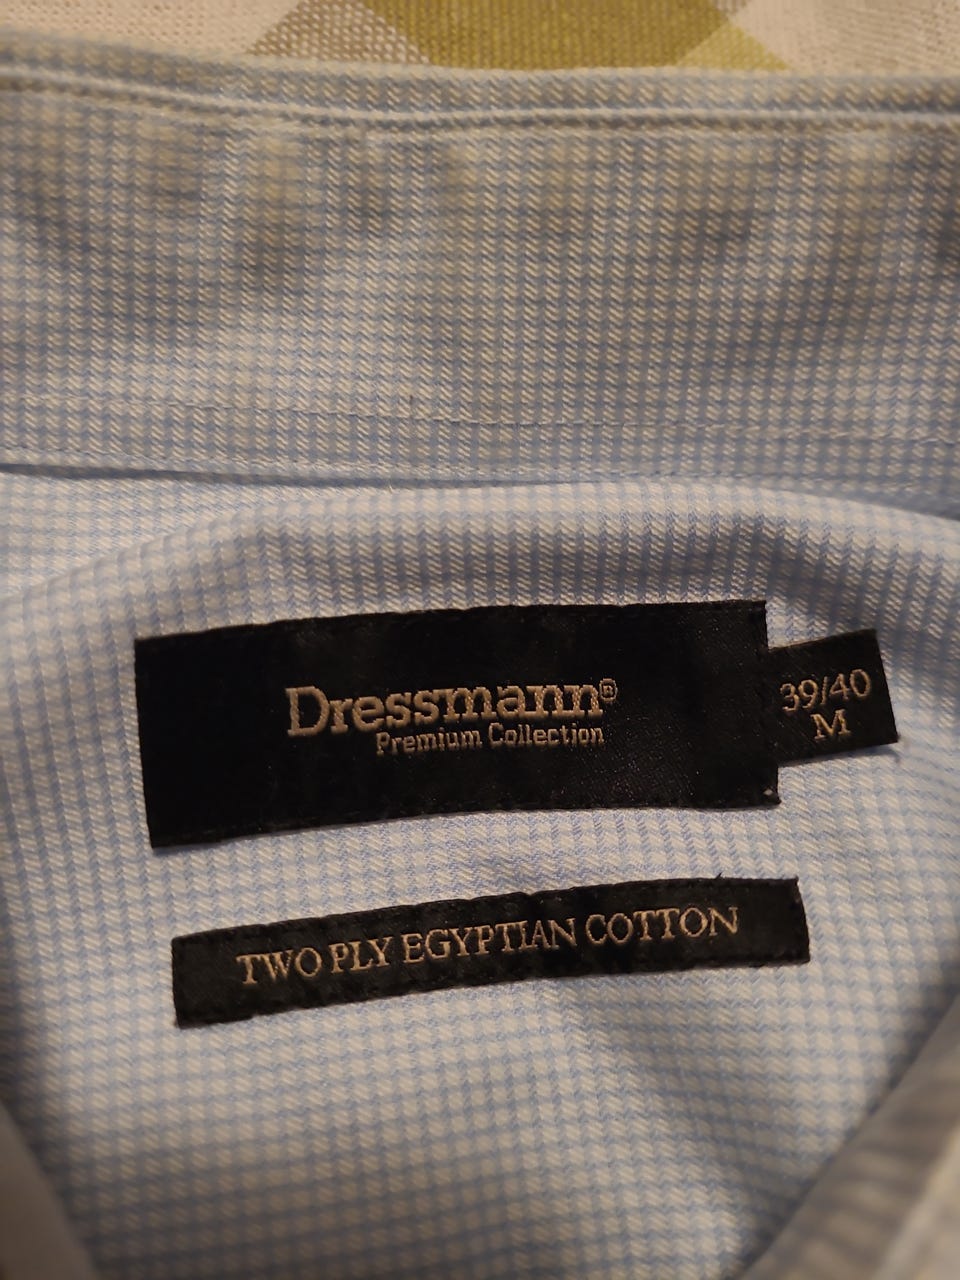 Dressmann®
Premium Collection
39/40
M
TWO PLY EGYPTIAN COTTON